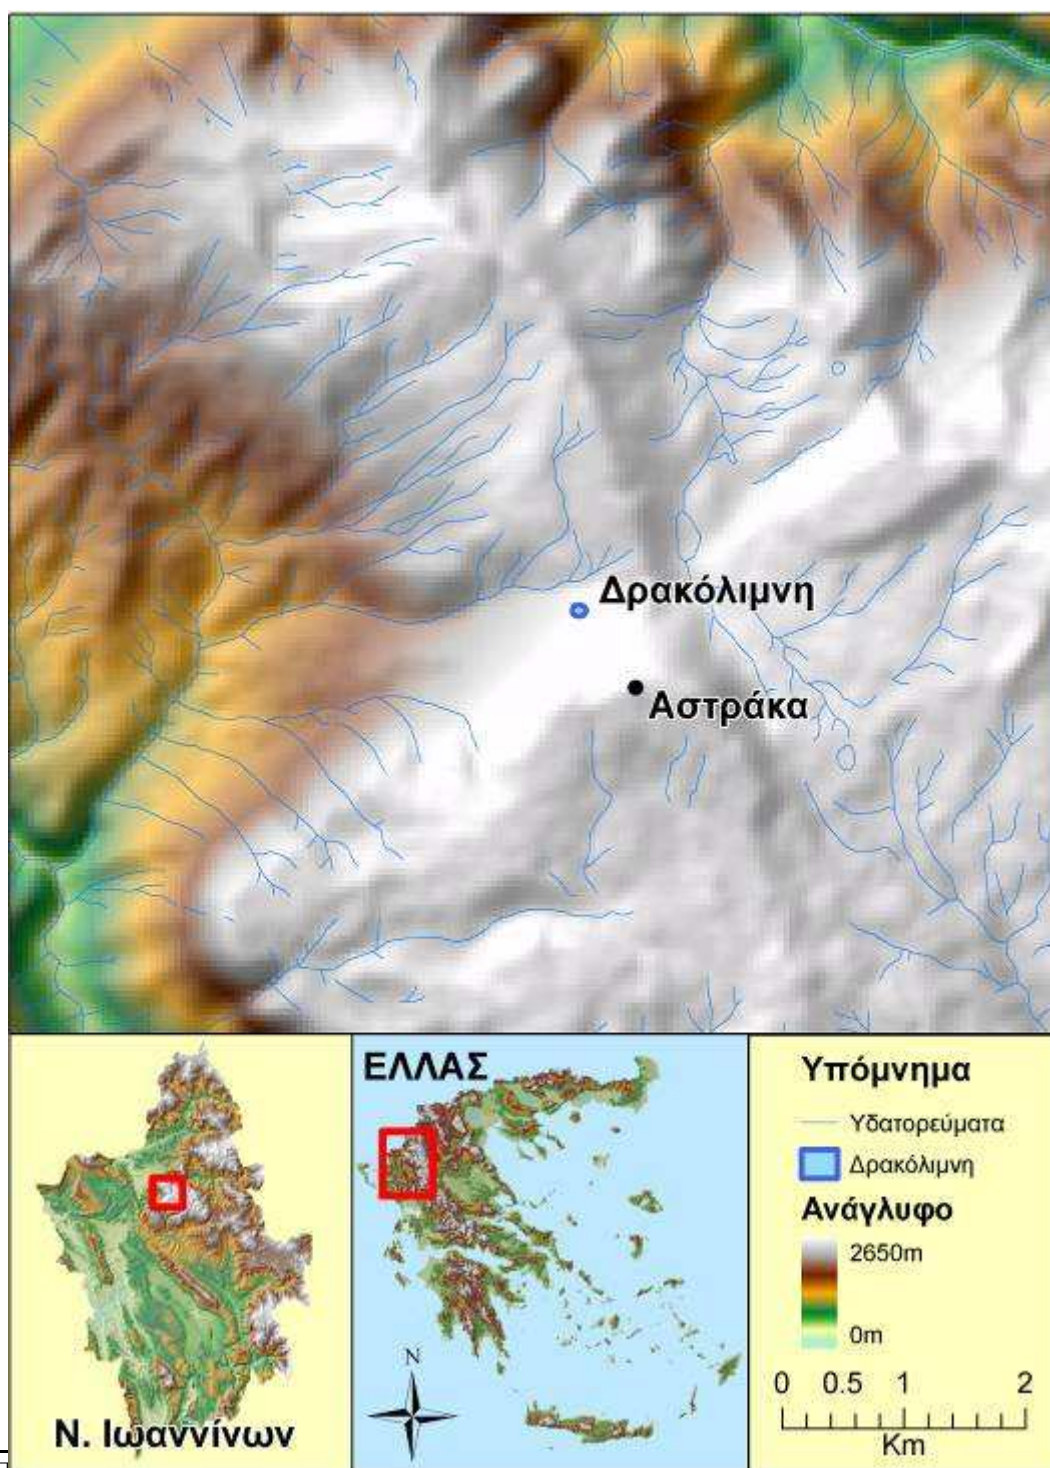 Δρακόλιμνη
Αστράκα
Ν. Ιωαννίνων
ΕΛΛΑΣ
N
Υπόμνημα
Υδατορεύματα
Δρακόλιμνη
Ανάγλυφο
2650m
0m
0 0.5 1 2
Km